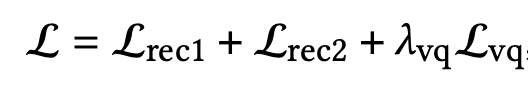 ℒ = ℒ_rec1 + ℒ_rec2 + λ_vq ℒ_vq